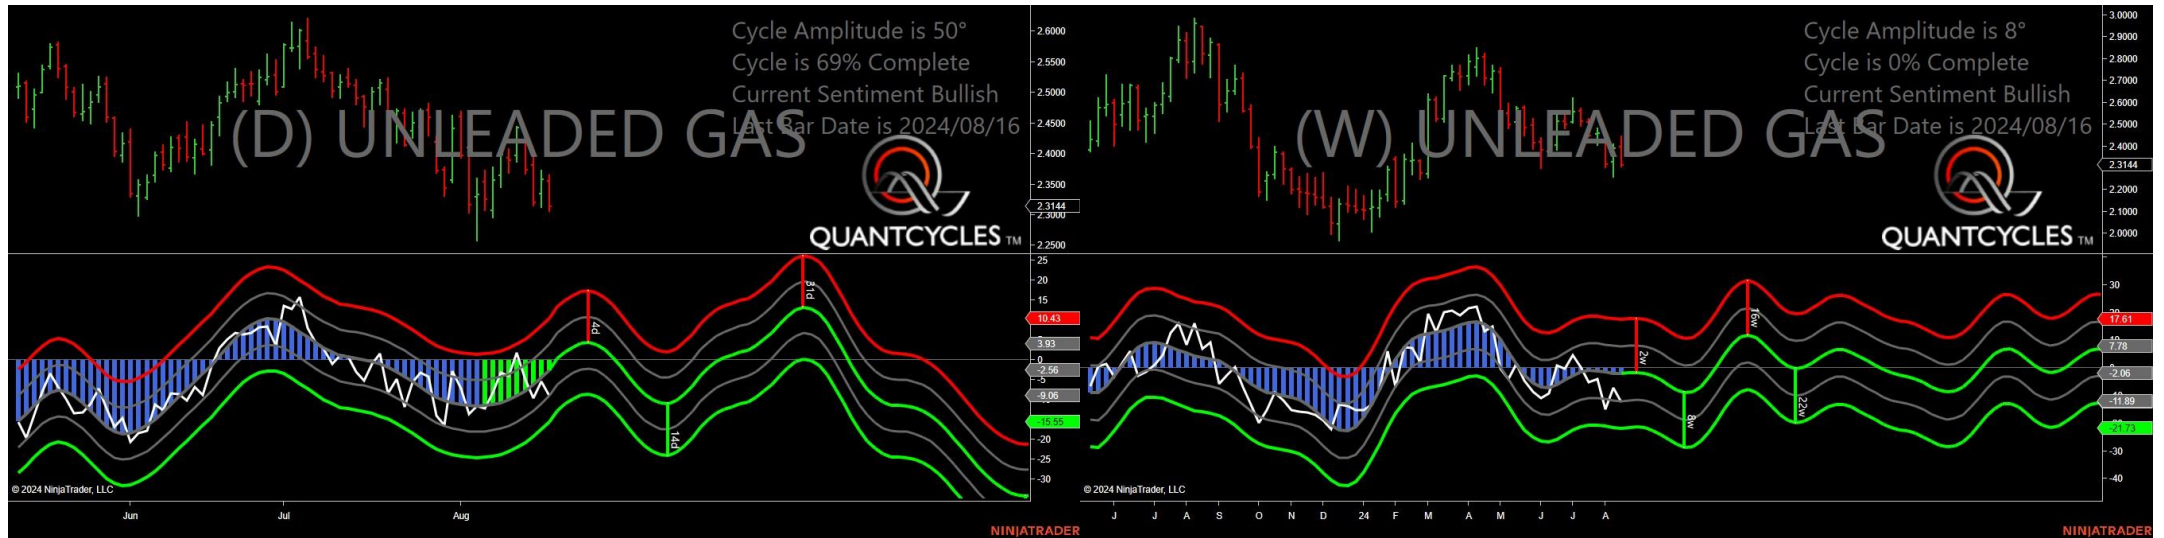 Cycle Amplitude is 50°
Cycle is 69% Complete
Current Sentiment Bullish
Last Bar Date is 2024/08/16
(D) UNLEADED GAS
QUANTCYCLES TM
2.6000
2.5500
2.5000
2.4500
2.4000
2.3500
2.3144
2.3000
2.2500
25
20
15
10.43
3.93
0
-2.56
-5
-9.06
-15.55
-20
-25
-30
4d
14d
31d
© 2024 NinjaTrader, LLC
Jun
Jul
Aug
NINJATRADER
Cycle Amplitude is 8°
Cycle is 0% Complete
Current Sentiment Bullish
Last Bar Date is 2024/08/16
(W) UNLEADED GAS
QUANTCYCLES TM
3.0000
2.9000
2.8000
2.7000
2.6000
2.5000
2.4000
2.3144
2.2000
2.1000
2.0000
30
17.61
7.78
-2.06
-11.89
-21.73
-30
-40
2w
8w
16w
22w
© 2024 NinjaTrader, LLC
J
J
A
S
O
N
D
24
F
M
A
M
J
J
A
NINJATRADER